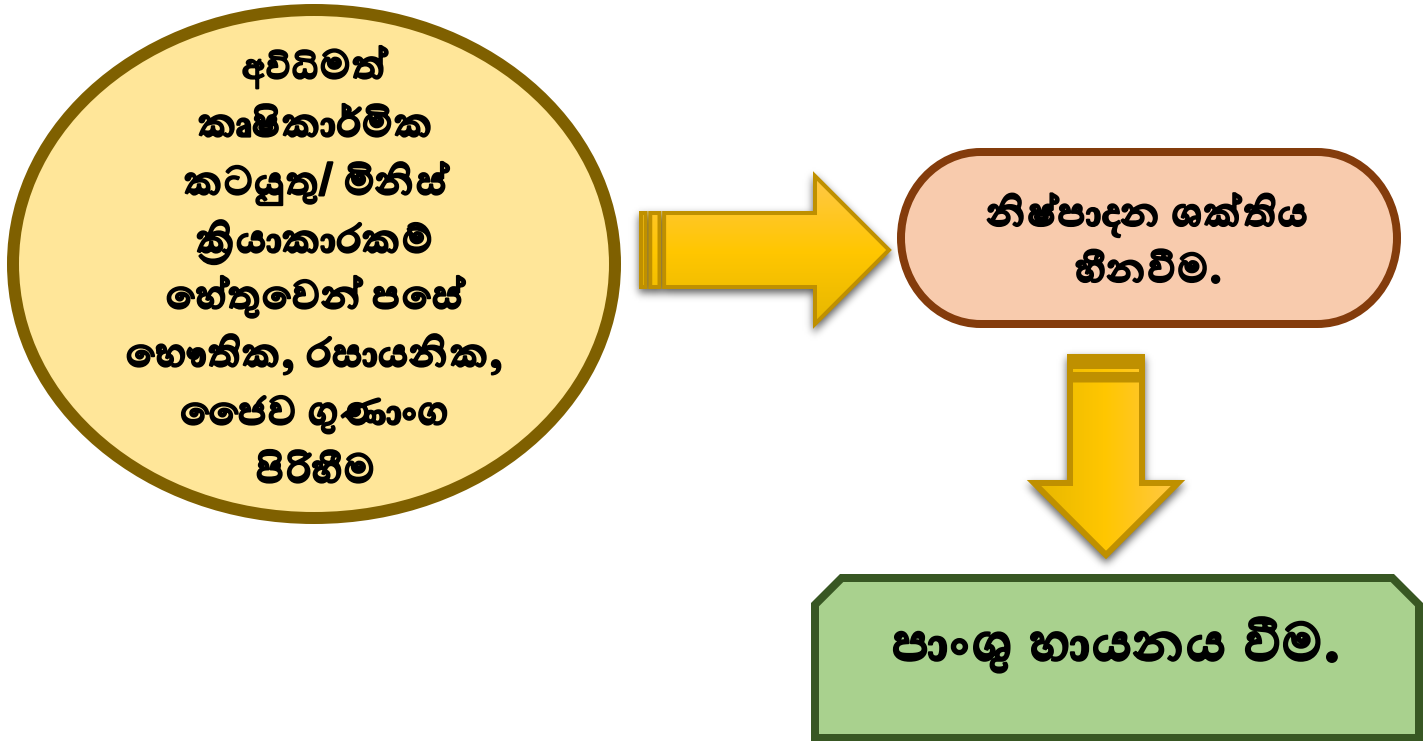 අවිධිමත්
කෘෂිකාර්මික
කටයුතු/ මිනිස්
ක්‍රියාකාරකම්
හේතුවෙන් පසේ
භෞතික, රසායනික,
ජෛව ගුණාංග
පිරිහීම
නිෂ්පාදන ශක්තිය
හීනවීම.
පාංශු හායනය වීම.